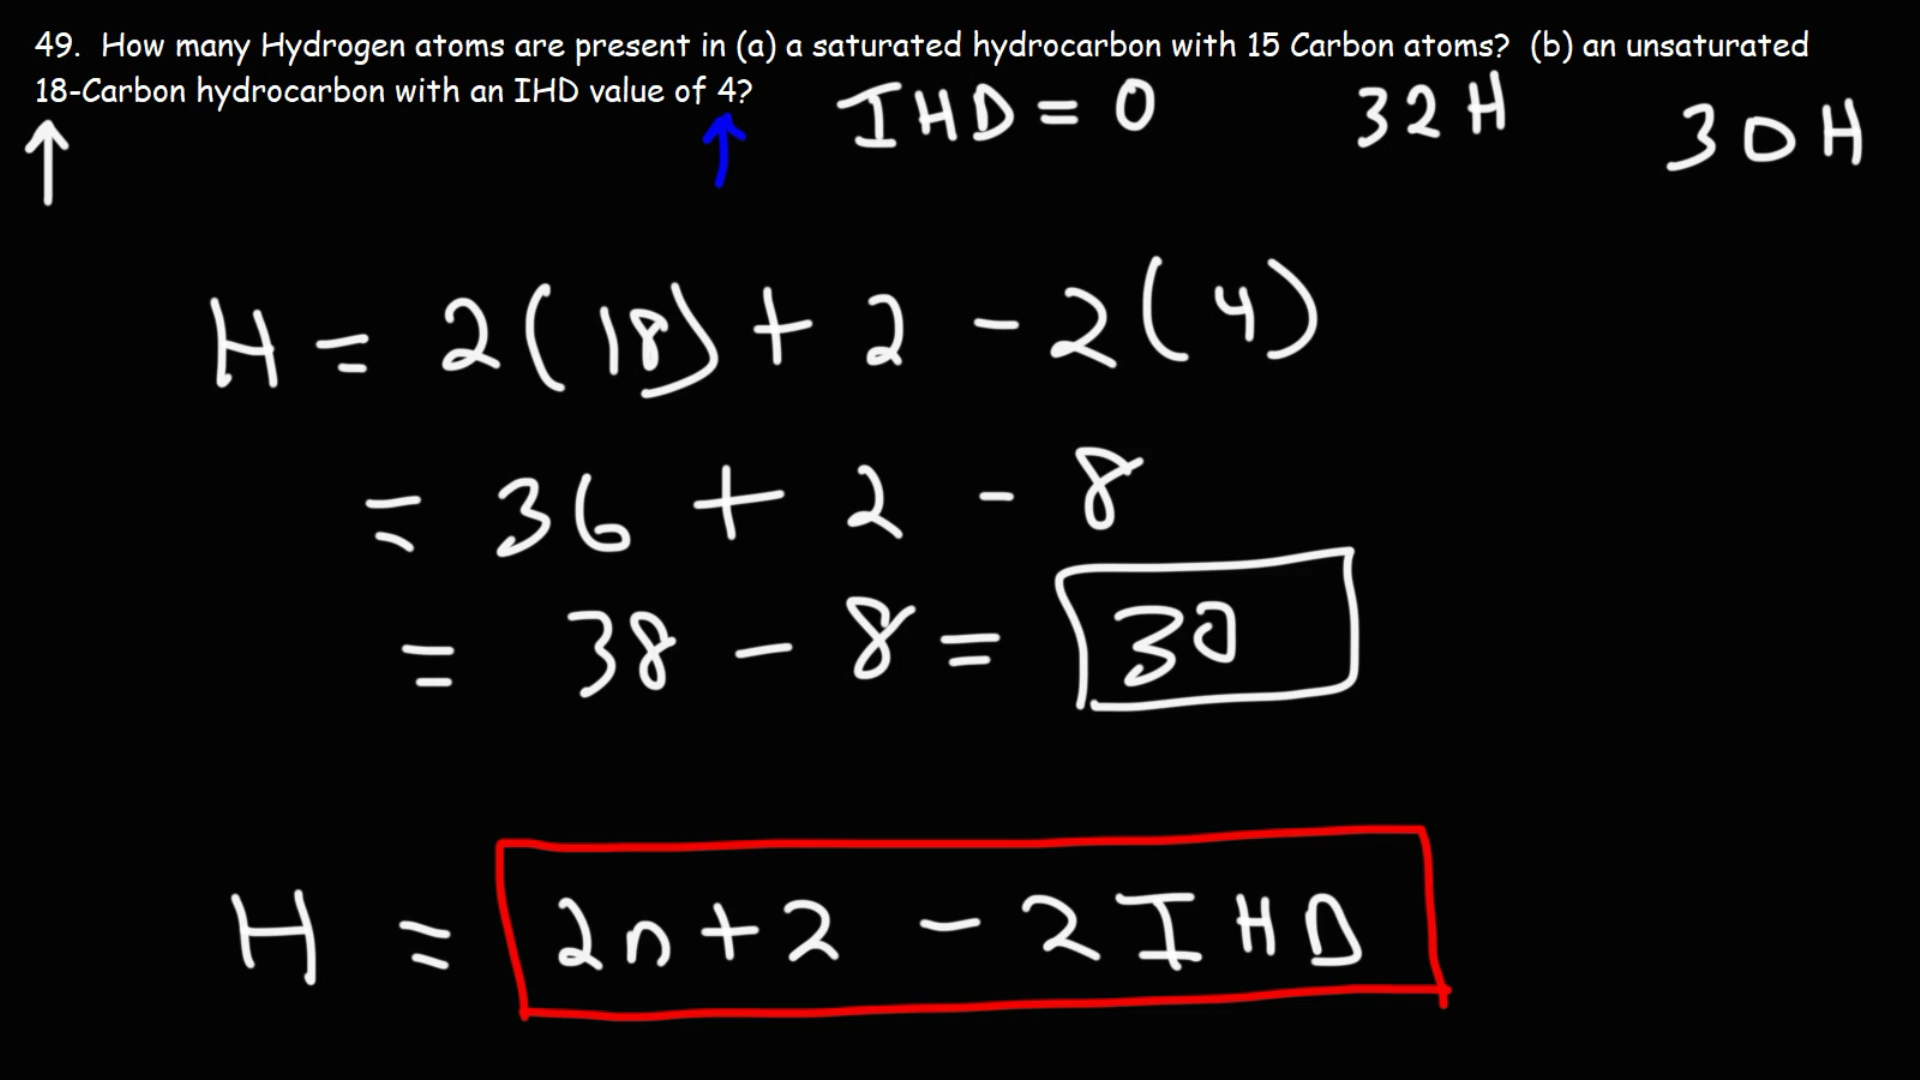 49. How many Hydrogen atoms are present in (a) a saturated hydrocarbon with 15 Carbon atoms? (b) an unsaturated
18-Carbon hydrocarbon with an IHD value of 4?
IHD = 0 32 H 30 H
H = 2(18) + 2 - 2(4)
= 36 + 2 - 8
= 38 - 8 = 30
H = 2n + 2 - 2 IHD